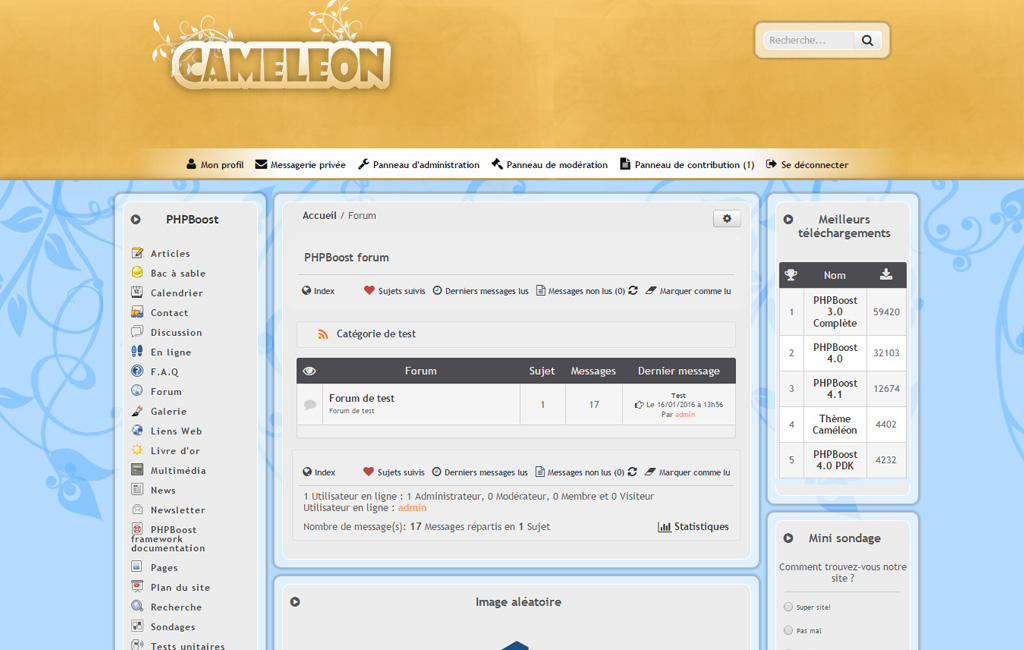 CAMELEON
Recherche...
Mon profil Messagerie privée Panneau d'administration Panneau de modération Panneau de contribution (1) Se déconnecter
PHPBoost
Articles
Bac à sable
Calendrier
Contact
Discussion
En ligne
F.A.Q
Forum
Galerie
Liens Web
Livre d'or
Multimédia
News
Newsletter
PHPBoost
framework
documentation
Pages
Plan du site
Recherche
Sondages
Tests unitaires
Accueil / Forum
PHPBoost forum
Index Sujets suivis Derniers messages lus Messages non lus (0) Marquer comme lu
Catégorie de test
Forum Sujet Messages Dernier message
Forum de test
Forum de test
1 17
Test
Le 16/01/2016 à 13h56
Par admin
Index Sujets suivis Derniers messages lus Messages non lus (0) Marquer comme lu
1 Utilisateur en ligne : 1 Administrateur, 0 Modérateur, 0 Membre et 0 Visiteur
Utilisateur en ligne : admin
Nombre de message(s): 17 Messages répartis en 1 Sujet Statistiques
Image aléatoire
Meilleurs
téléchargements
Nom
1 PHPBoost 3.0 Complète 59420
2 PHPBoost 4.0 32103
3 PHPBoost 4.1 12674
4 Thème Caméléon 4402
5 PHPBoost 4.0 PDK 4232
Mini sondage
Comment trouvez-vous notre
site ?
Super site!
Pas mal